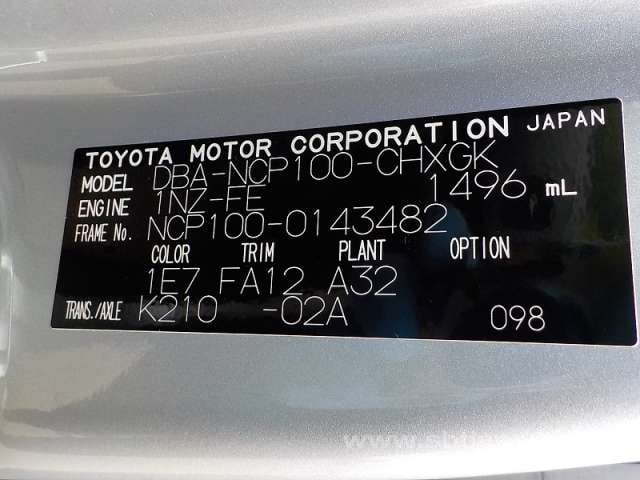 TOYOTA MOTOR CORPORATION JAPAN
MODEL DBA-NCP100-CHXGK
ENGINE 1NZ-FE 1496 mL
FRAME No. NCP100-0143482
COLOR TRIM PLANT OPTION
1E7 FA12 A32
TRANS./AXLE K210 -02A 098